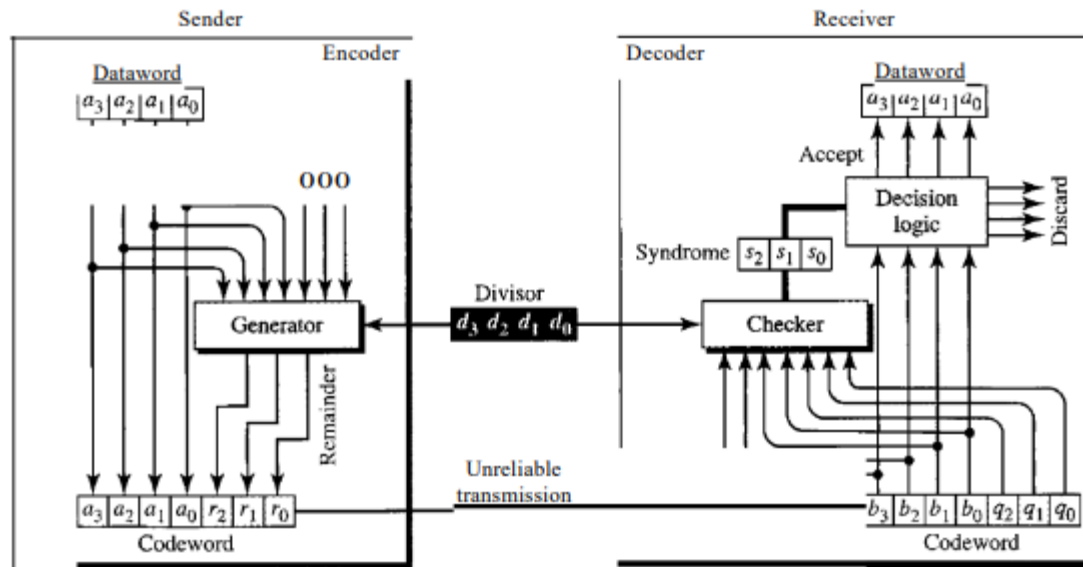 Sender
Receiver
Encoder
Decoder
Dataword
a3 a2 a1 a0
Dataword
a3 a2 a1 a0
Accept
000
Decision
logic
Discard
Syndrome
s2 s1 s0
Divisor
d3 d2 d1 d0
Generator
Checker
Remainder
Unreliable
transmission
a3 a2 a1 a0 r2 r1 r0
Codeword
b3 b2 b1 b0 q2 q1 q0
Codeword